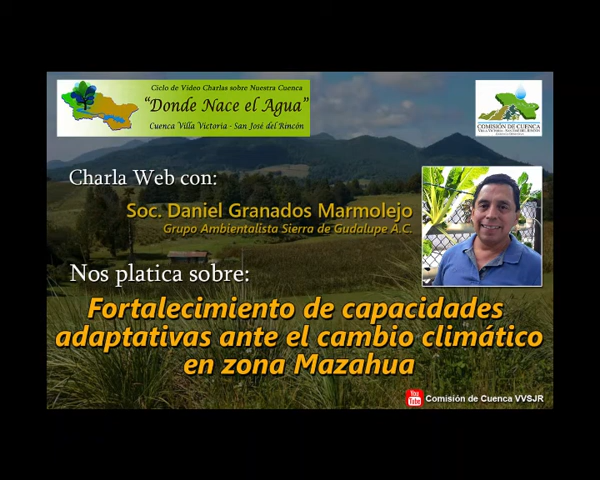 Ciclo de Video Charlas sobre Nuestra Cuenca
"Donde Nace el Agua"
Cuenca Villa Victoria - San José del Rincón
COMISIÓN DE CUENCA
Charla Web con:
Soc. Daniel Granados Marmolejo
Grupo Ambientalista Sierra de Gudalupe A.C.
Nos platica sobre:
Fortalecimiento de capacidades
adaptativas ante el cambio climático
en zona Mazahua
You
Tube
Comisión de Cuenca VVSJR